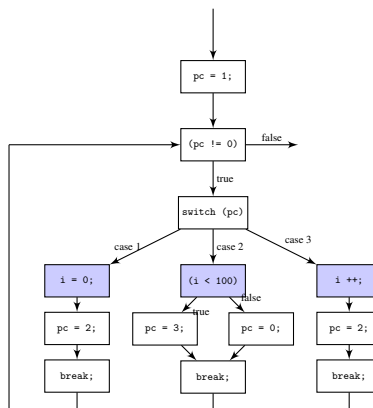 pc = 1;
(pc != 0)
false
true
switch (pc)
case 1
case 2
case 3
i = 0;
(i < 100)
i ++;
true
false
pc = 2;
pc = 3;
pc = 0;
pc = 2;
break;
break;
break;